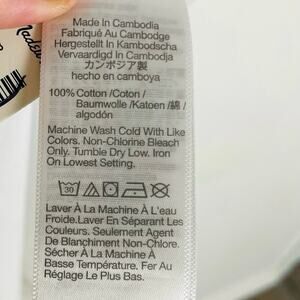 Made In Cambodia
Fabriqué Au Cambodge
Hergestellt In Kambodscha
Vervaardigd In Cambodja
カンボジア製
hecho en camboya
100% Cotton /Coton /
Baumwolle /Katoen /綿 /
algodón
Machine Wash Cold With Like
Colors. Non-Chlorine Bleach
Only. Tumble Dry Low. Iron
On Lowest Setting.
30
Laver À La Machine À L'eau
Froide.Laver En Séparant Les
Couleurs. Seulement Agent
De Blanchiment Non-Chlore.
Sécher À La Machine À
Basse Température. Fer Au
Réglage Le Plus Bas.